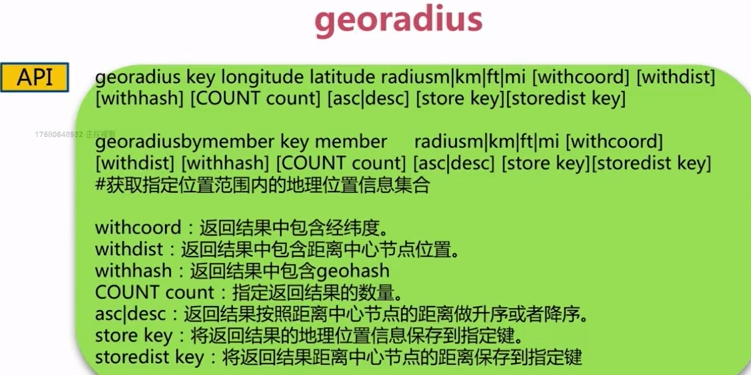 georadius
API
georadius key longitude latitude radiusm|km|ft|mi [withcoord] [withdist]
[withhash] [COUNT count] [asc|desc] [store key][storedist key]
georadiusbymember key member radiusm|km|ft|mi [withcoord]
[withdist] [withhash] [COUNT count] [asc|desc] [store key][storedist key]
#获取指定位置范围内的地理位置信息集合
withcoord：返回结果中包含经纬度。
withdist：返回结果中包含距离中心节点位置。
withhash：返回结果中包含geohash
COUNT count：指定返回结果的数量。
asc|desc：返回结果按照距离中心节点的距离做升序或者降序。
store key：将返回结果的地理位置信息保存到指定键。
storedist key：将返回结果距离中心节点的距离保存到指定键